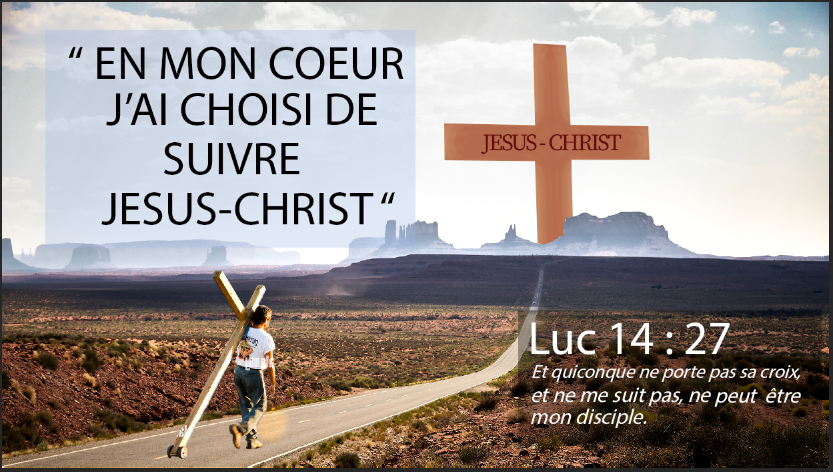 “ EN MON COEUR
J’AI CHOISI DE
SUIVRE
JESUS-CHRIST “
JESUS - CHRIST
Luc 14 : 27
Et quiconque ne porte pas sa croix,
et ne me suit pas, ne peut être
mon disciple.